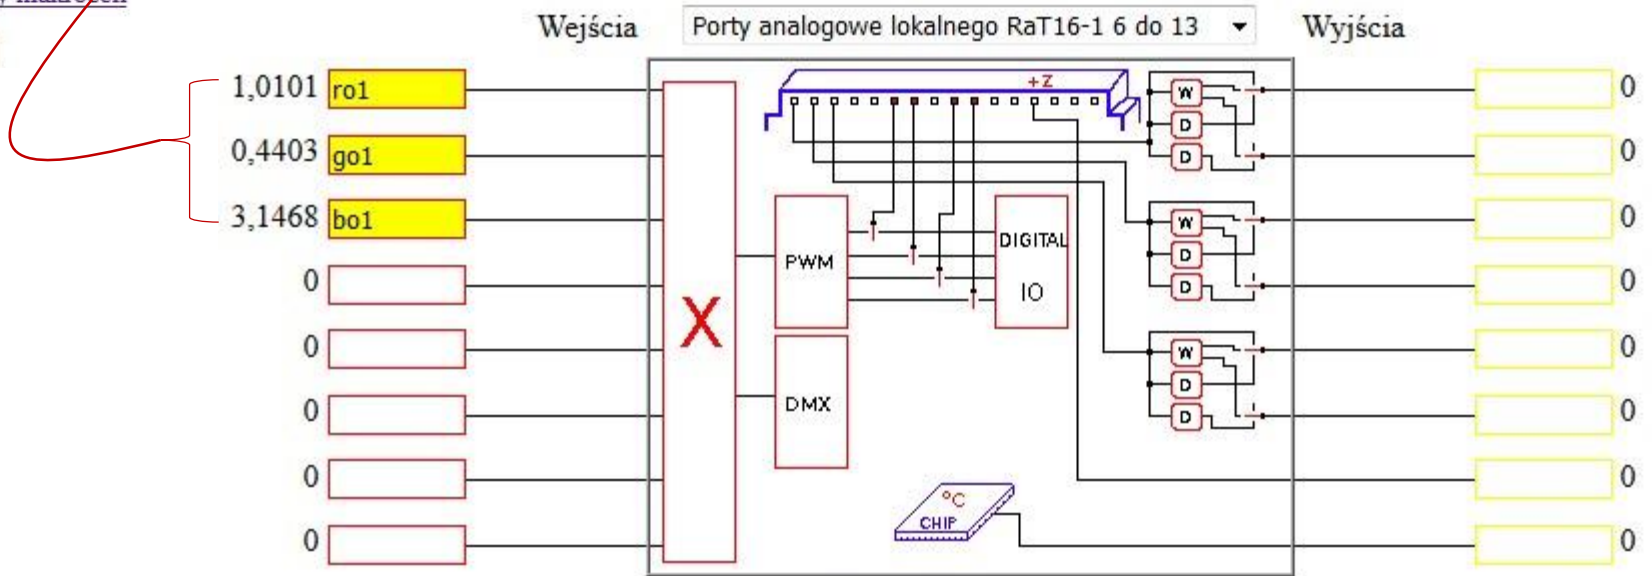 y makrocell
Wejścia Porty analogowe lokalnego RaT16-1 6 do 13 Wyjścia
+Z
1,0101 ro1 W 0
D
0,4403 go1 D 0
3,1468 bo1 W 0
PWM DIGITAL D
0 IO D 0
X
0 W 0
D
0 DMX D 0
0 °C 0
CHIP
0 0